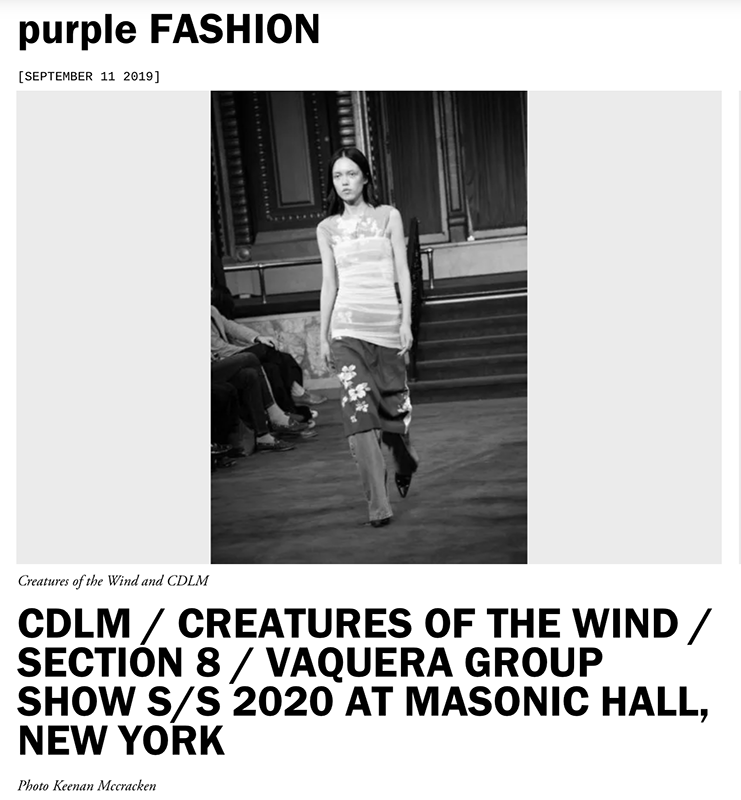 purple FASHION
[SEPTEMBER 11 2019]
Creatures of the Wind and CDLM
CDLM / CREATURES OF THE WIND /
SECTION 8 / VAQUERA GROUP
SHOW S/S 2020 AT MASONIC HALL,
NEW YORK
Photo Keenan Mccracken